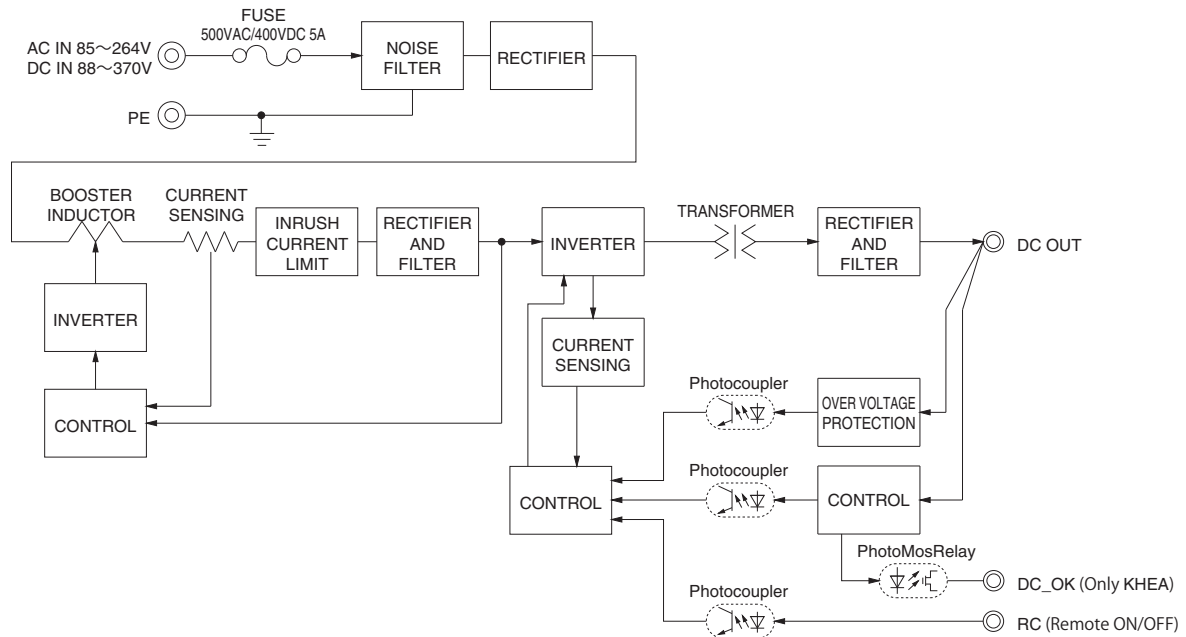 FUSE
500VAC/400VDC 5A
AC IN 85～264V
DC IN 88～370V
NOISE
FILTER
RECTIFIER
PE
BOOSTER
INDUCTOR
CURRENT
SENSING
INRUSH
CURRENT
LIMIT
RECTIFIER
AND
FILTER
INVERTER
TRANSFORMER
RECTIFIER
AND
FILTER
DC OUT
INVERTER
CURRENT
SENSING
CONTROL
Photocoupler
OVER VOLTAGE
PROTECTION
CONTROL
Photocoupler
CONTROL
PhotoMosRelay
DC_OK (Only KHEA)
Photocoupler
RC (Remote ON/OFF)